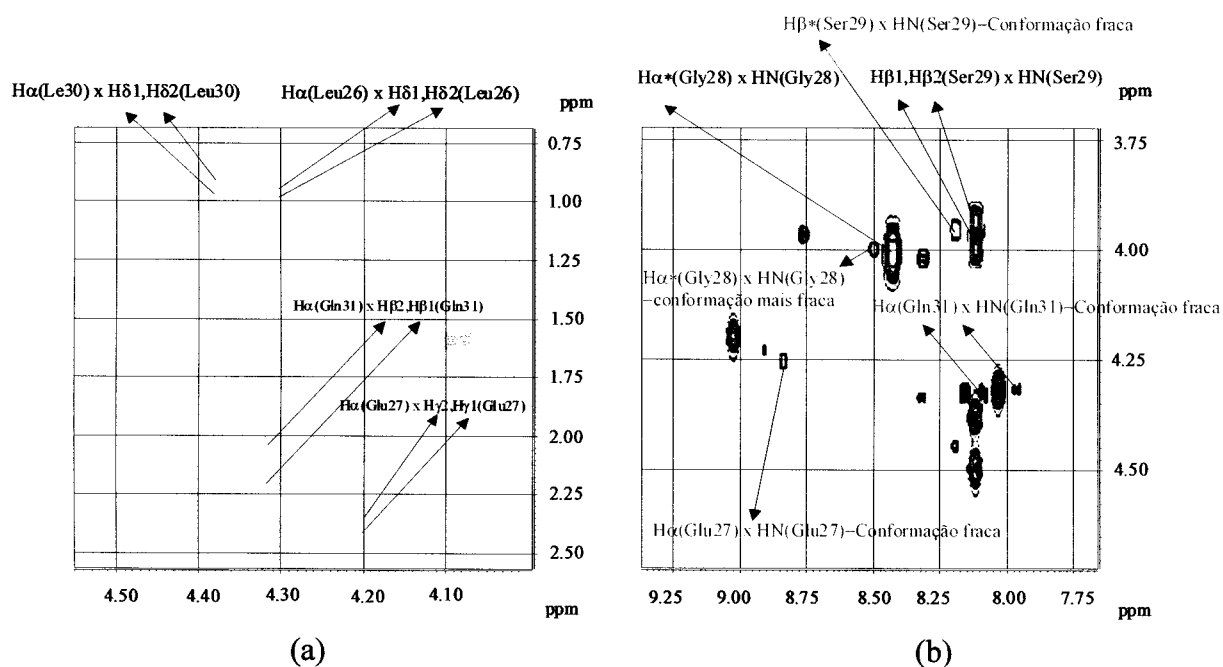 Hα(Le30) x Hδ1,Hδ2(Leu30)
Hα(Leu26) x Hδ1,Hδ2(Leu26)
ppm
0.75
1.00
1.25
1.50
1.75
2.00
2.25
2.50
Hα(Gln31) x Hβ2,Hβ1(Gln31)
Hα(Glu27) x Hγ2,Hγ1(Glu27)
4.50
4.40
4.30
4.20
4.10
ppm
(a)
Hβ*(Ser29) x HN(Ser29)–Conformação fraca
Hα*(Gly28) x HN(Gly28)
Hβ1,Hβ2(Ser29) x HN(Ser29)
ppm
3.75
4.00
4.25
4.50
Hα*(Gly28) x HN(Gly28)
–conformação mais fraca
Hα(Gln31) x HN(Gln31)–Conformação fraca
Hα(Glu27) x HN(Glu27)–Conformação fraca
9.25
9.00
8.75
8.50
8.25
8.00
7.75
ppm
(b)